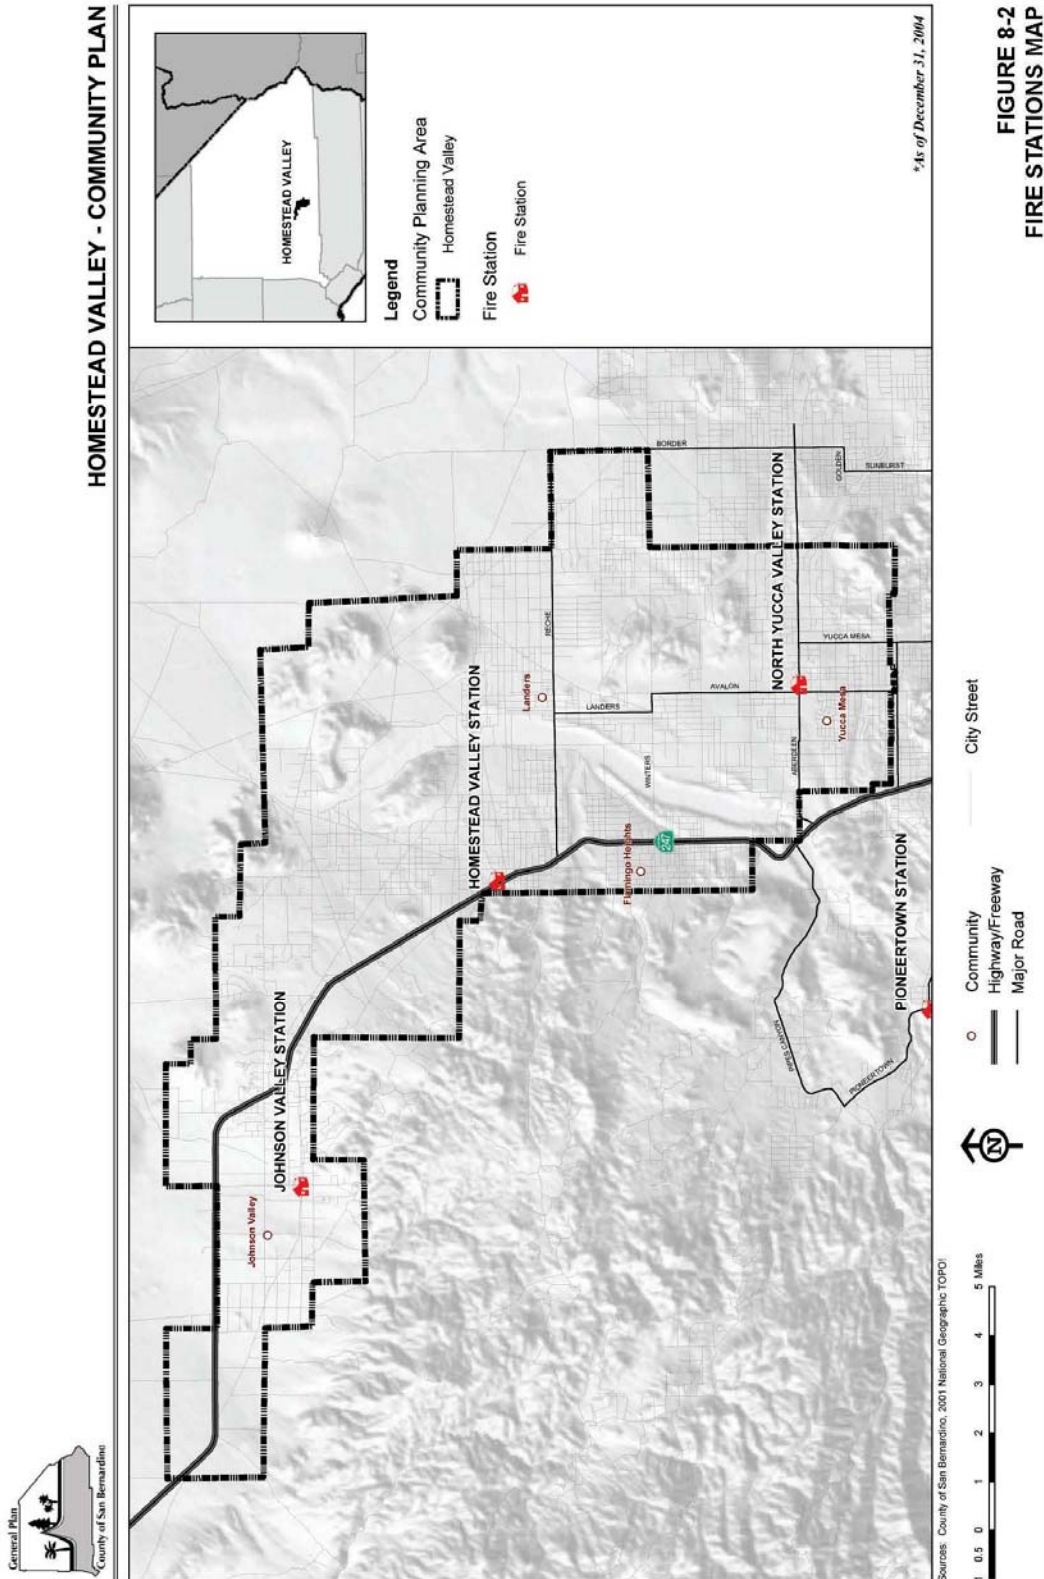 General Plan
County of San Bernardino
HOMESTEAD VALLEY - COMMUNITY PLAN
HOMESTEAD VALLEY
Legend
Community Planning Area
Homestead Valley
Fire Station
Fire Station
*As of December 31, 2004
Johnson Valley
JOHNSON VALLEY STATION
HOMESTEAD VALLEY STATION
Landers
RECHE
LANDERS
BORDER
AVALON
WINTERS
Flamingo Heights
247
NORTH YUCCA VALLEY STATION
GOLDEN
SUNBURST
YUCCA MESA
ABERDEEN
Yucca Mesa
PIPES CANYON
PIONEERTOWN
PIONEERTOWN STATION
Sources: County of San Bernardino, 2001 National Geographic TOPO!
1 0.5 0 1 2 3 4 5 Miles
N
Community
Highway/Freeway
Major Road
City Street
FIGURE 8-2
FIRE STATIONS MAP